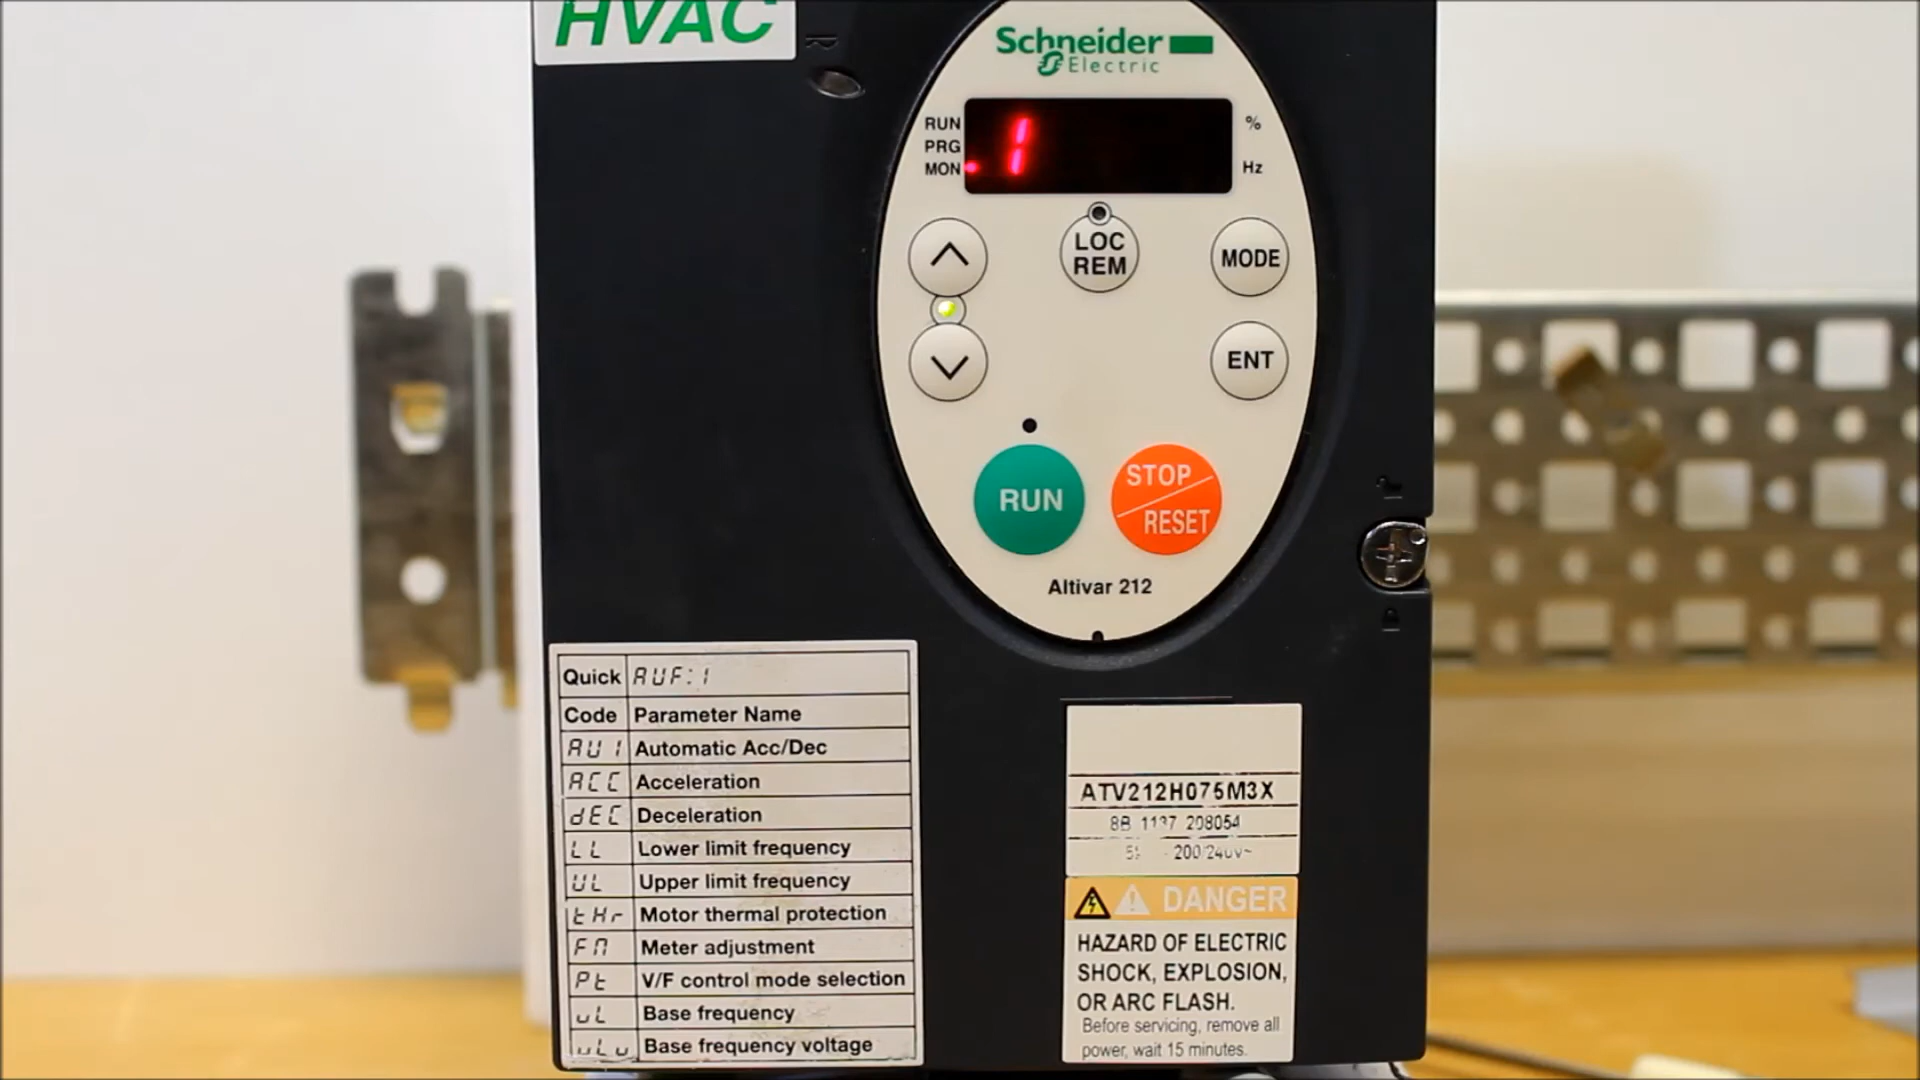 HVAC
Schneider
Electric
RUN
PRG
MON
1
%
Hz
LOC
REM
MODE
ENT
RUN
STOP
RESET
Altivar 212
Quick AUF:1
Code Parameter Name
AU1 Automatic Acc/Dec
ACC Acceleration
dEC Deceleration
LL Lower limit frequency
UL Upper limit frequency
tHr Motor thermal protection
FM Meter adjustment
Pt V/F control mode selection
uL Base frequency
uLu Base frequency voltage
ATV212H075M3X
8B 1137 208054
200/240V~
DANGER
HAZARD OF ELECTRIC
SHOCK, EXPLOSION,
OR ARC FLASH.
Before servicing, remove all
power, wait 15 minutes.